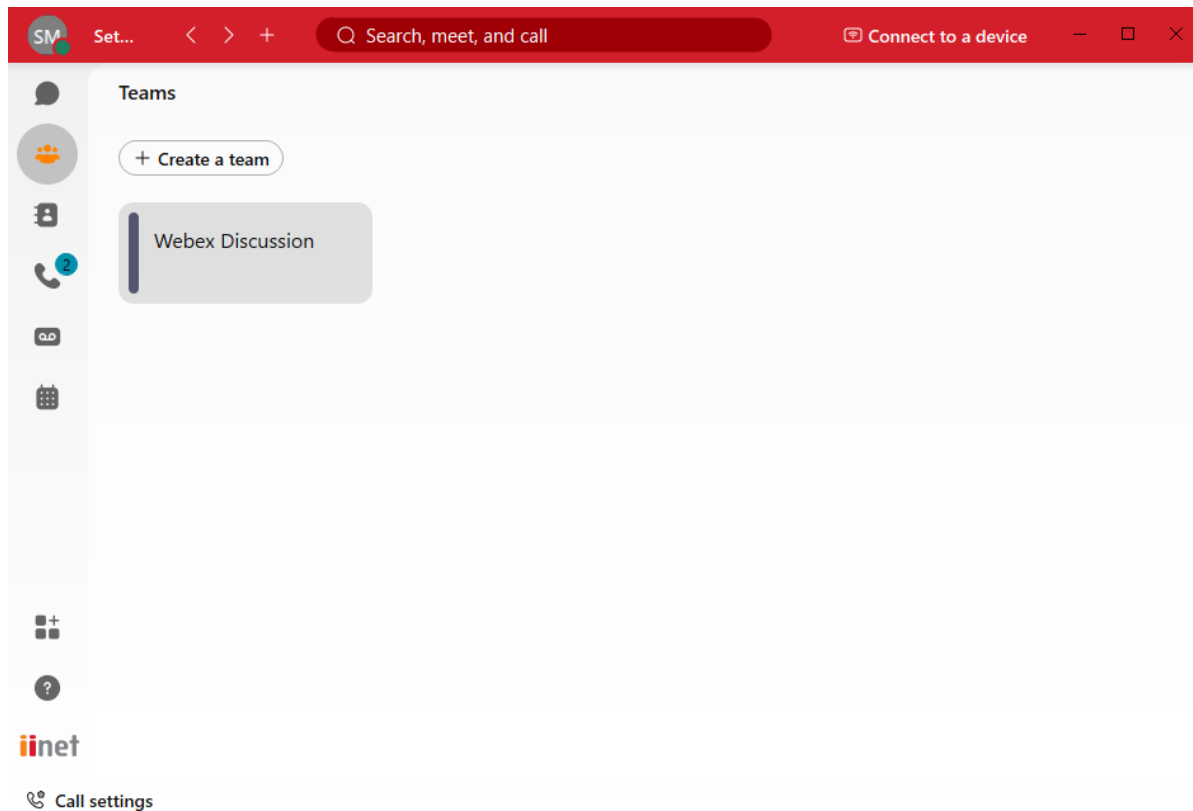 SM Set... Search, meet, and call Connect to a device
Teams
+ Create a team
Webex Discussion
2
?
iinet
Call settings